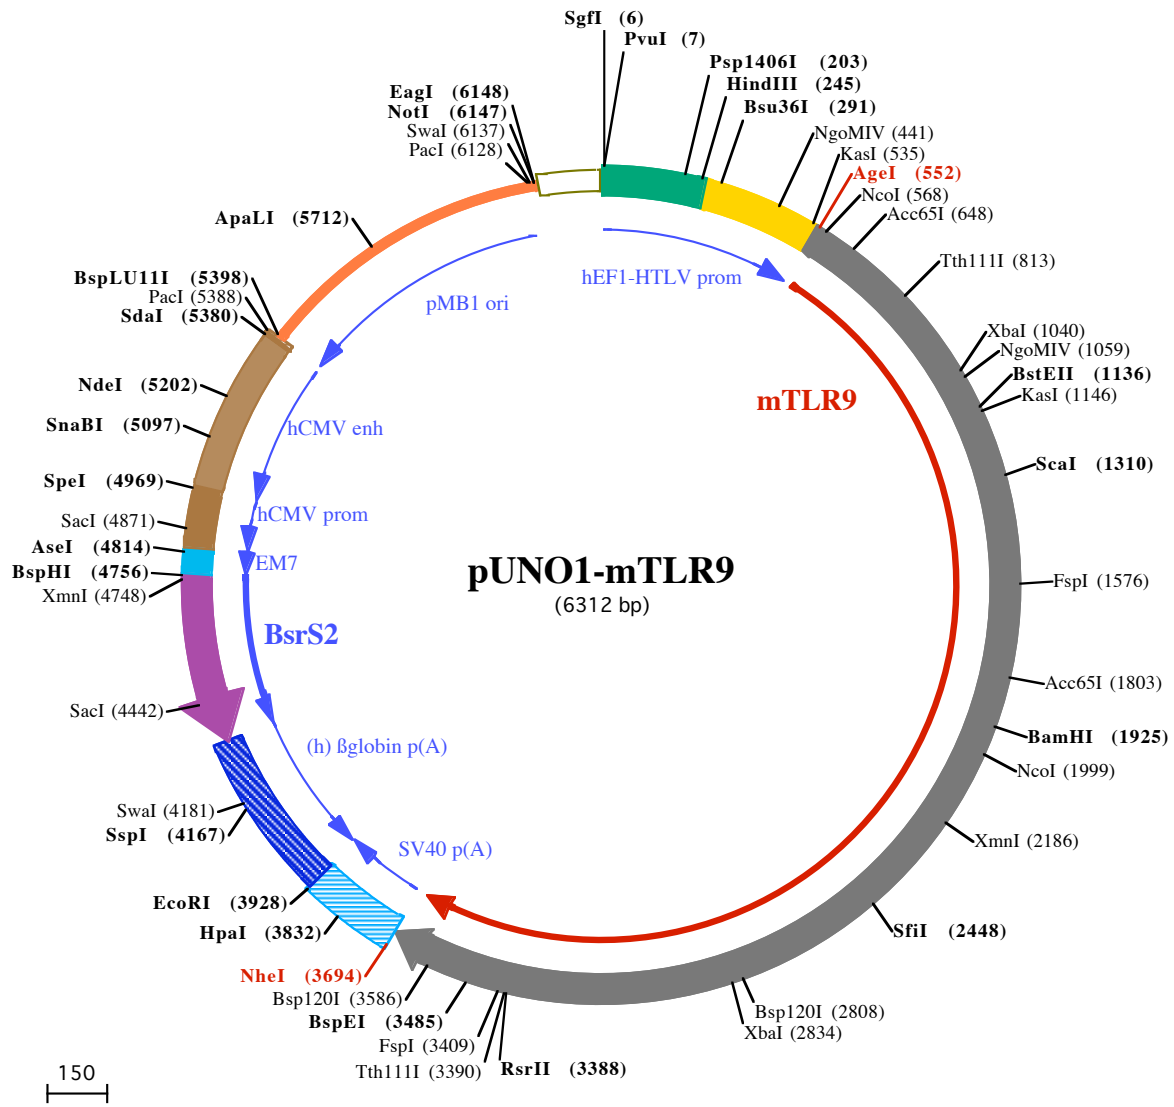 SgfI (6)
PvuI (7)
Psp1406I (203)
HindIII (245)
Bsu36I (291)
NgoMIV (441)
KasI (535)
AgeI (552)
NcoI (568)
Acc65I (648)
Tth111I (813)
XbaI (1040)
NgoMIV (1059)
BstEII (1136)
KasI (1146)
ScaI (1310)
FspI (1576)
Acc65I (1803)
BamHI (1925)
NcoI (1999)
XmnI (2186)
SfiI (2448)
Bsp120I (2808)
XbaI (2834)
RsrII (3388)
Tth111I (3390)
FspI (3409)
BspEI (3485)
Bsp120I (3586)
NheI (3694)
HpaI (3832)
EcoRI (3928)
SspI (4167)
SwaI (4181)
SacI (4442)
XmnI (4748)
BspHI (4756)
AseI (4814)
SacI (4871)
SpeI (4969)
SnaBI (5097)
NdeI (5202)
SdaI (5380)
PacI (5388)
BspLU11I (5398)
ApaLI (5712)
PacI (6128)
SwaI (6137)
NotI (6147)
EagI (6148)
hEF1-HTLV prom
mTLR9
pMB1 ori
hCMV enh
hCMV prom
EM7
BsrS2
(h) ßglobin p(A)
SV40 p(A)
pUNO1-mTLR9
(6312 bp)
150